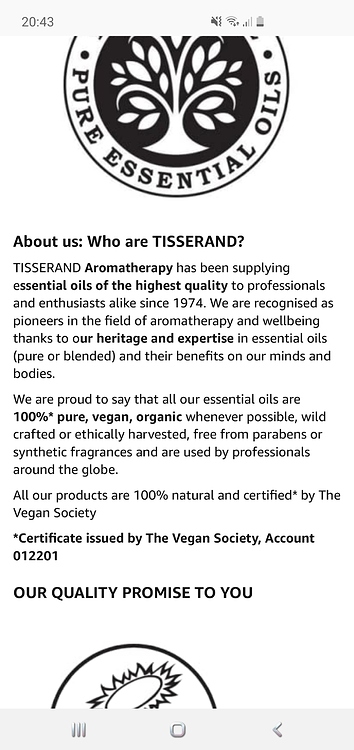 20:43
PURE ESSENTIAL OILS
About us: Who are TISSERAND?
TISSERAND Aromatherapy has been supplying
essential oils of the highest quality to professionals
and enthusiasts alike since 1974. We are recognised as
pioneers in the field of aromatherapy and wellbeing
thanks to our heritage and expertise in essential oils
(pure or blended) and their benefits on our minds and
bodies.
We are proud to say that all our essential oils are
100%* pure, vegan, organic whenever possible, wild
crafted or ethically harvested, free from parabens or
synthetic fragrances and are used by professionals
around the globe.
All our products are 100% natural and certified* by The
Vegan Society
*Certificate issued by The Vegan Society, Account
012201
OUR QUALITY PROMISE TO YOU